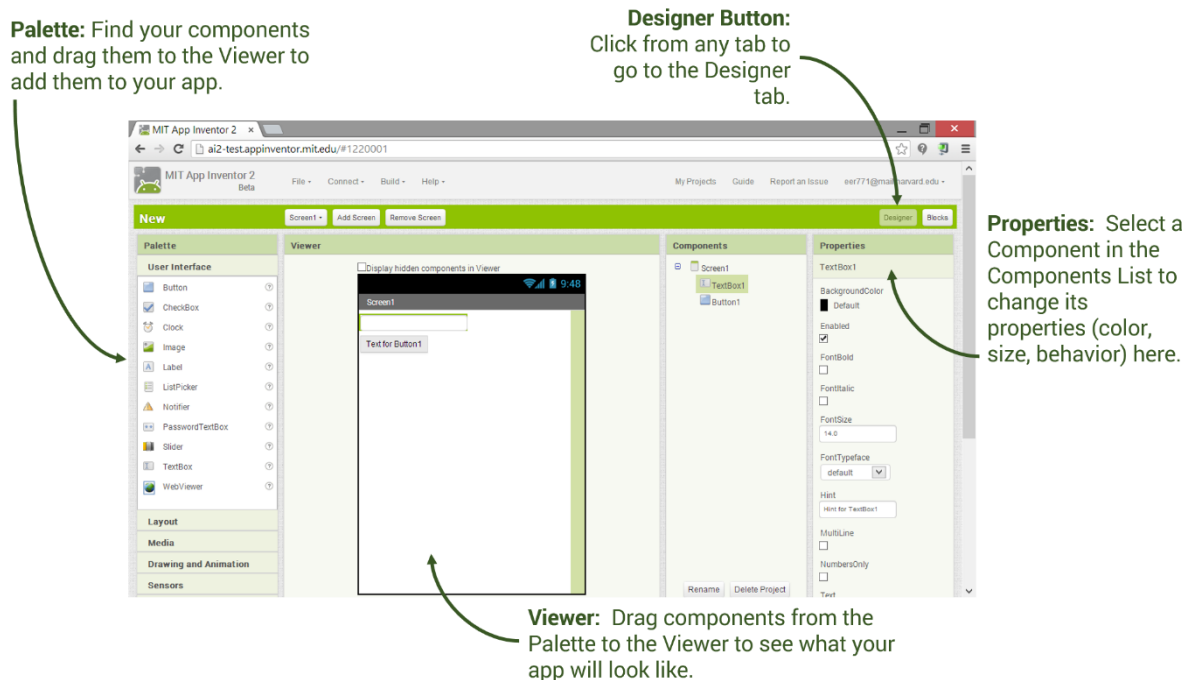 Palette: Find your components
and drag them to the Viewer to
add them to your app.
Designer Button:
Click from any tab to
go to the Designer
tab.
MIT App Inventor 2
ai2-test.appinventor.mit.edu/#1220001
MIT App Inventor 2
Beta
File
Connect
Build
Help
My Projects
Guide
Report an Issue
New
Screen1
Add Screen
Remove Screen
Designer
Blocks
Palette
User Interface
Button
CheckBox
Clock
Image
Label
ListPicker
Notifier
PasswordTextBox
Slider
TextBox
WebViewer
Layout
Media
Drawing and Animation
Sensors
Viewer
Display hidden components in Viewer
9:48
Screen1
Text for Button1
Components
Screen1
TextBox1
Button1
Rename
Delete Project
Properties
TextBox1
BackgroundColor
Default
Enabled
FontBold
FontItalic
FontSize
14.0
FontTypeface
default
Hint
Hint for TextBox1
MultiLine
NumbersOnly
Text
Properties: Select a
Component in the
Components List to
change its
properties (color,
size, behavior) here.
Viewer: Drag components from the
Palette to the Viewer to see what your
app will look like.